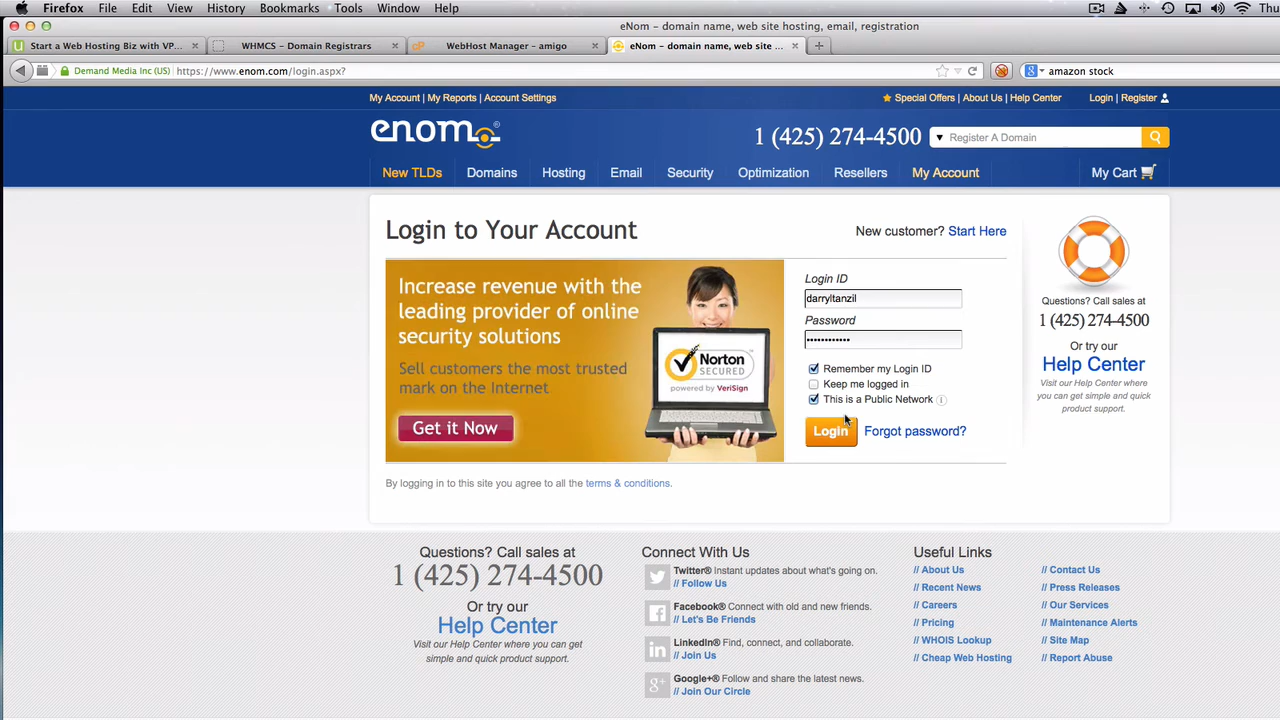 Firefox File Edit View History Bookmarks Tools Window Help Thu
eNom – domain name, web site hosting, email, registration
Start a Web Hosting Biz with VP... WHMCS – Domain Registrars WebHost Manager – amigo eNom – domain name, web site ...
Demand Media Inc (US) https://www.enom.com/login.aspx? amazon stock
My Account | My Reports | Account Settings Special Offers | About Us | Help Center Login | Register
enom® 1 (425) 274-4500 Register A Domain
New TLDs Domains Hosting Email Security Optimization Resellers My Account My Cart
Login to Your Account
New customer? Start Here
Increase revenue with the
leading provider of online
security solutions
Sell customers the most trusted
mark on the Internet
Get it Now
Norton
SECURED
powered by VeriSign
Login ID
darryltanzil
Password
••••••••••••
Remember my Login ID
Keep me logged in
This is a Public Network
Login Forgot password?
Questions? Call sales at
1 (425) 274-4500
Or try our
Help Center
Visit our Help Center where
you can get simple and quick
product support.
By logging in to this site you agree to all the terms & conditions.
Questions? Call sales at
1 (425) 274-4500
Or try our
Help Center
Visit our Help Center where you can get
simple and quick product support.
Connect With Us
Twitter® Instant updates about what's going on.
// Follow Us
Facebook® Connect with old and new friends.
// Let's Be Friends
LinkedIn® Find, connect, and collaborate.
// Join Us
Google+® Follow and share the latest news.
// Join Our Circle
Useful Links
// About Us
// Recent News
// Careers
// Pricing
// WHOIS Lookup
// Cheap Web Hosting
// Contact Us
// Press Releases
// Our Services
// Maintenance Alerts
// Site Map
// Report Abuse